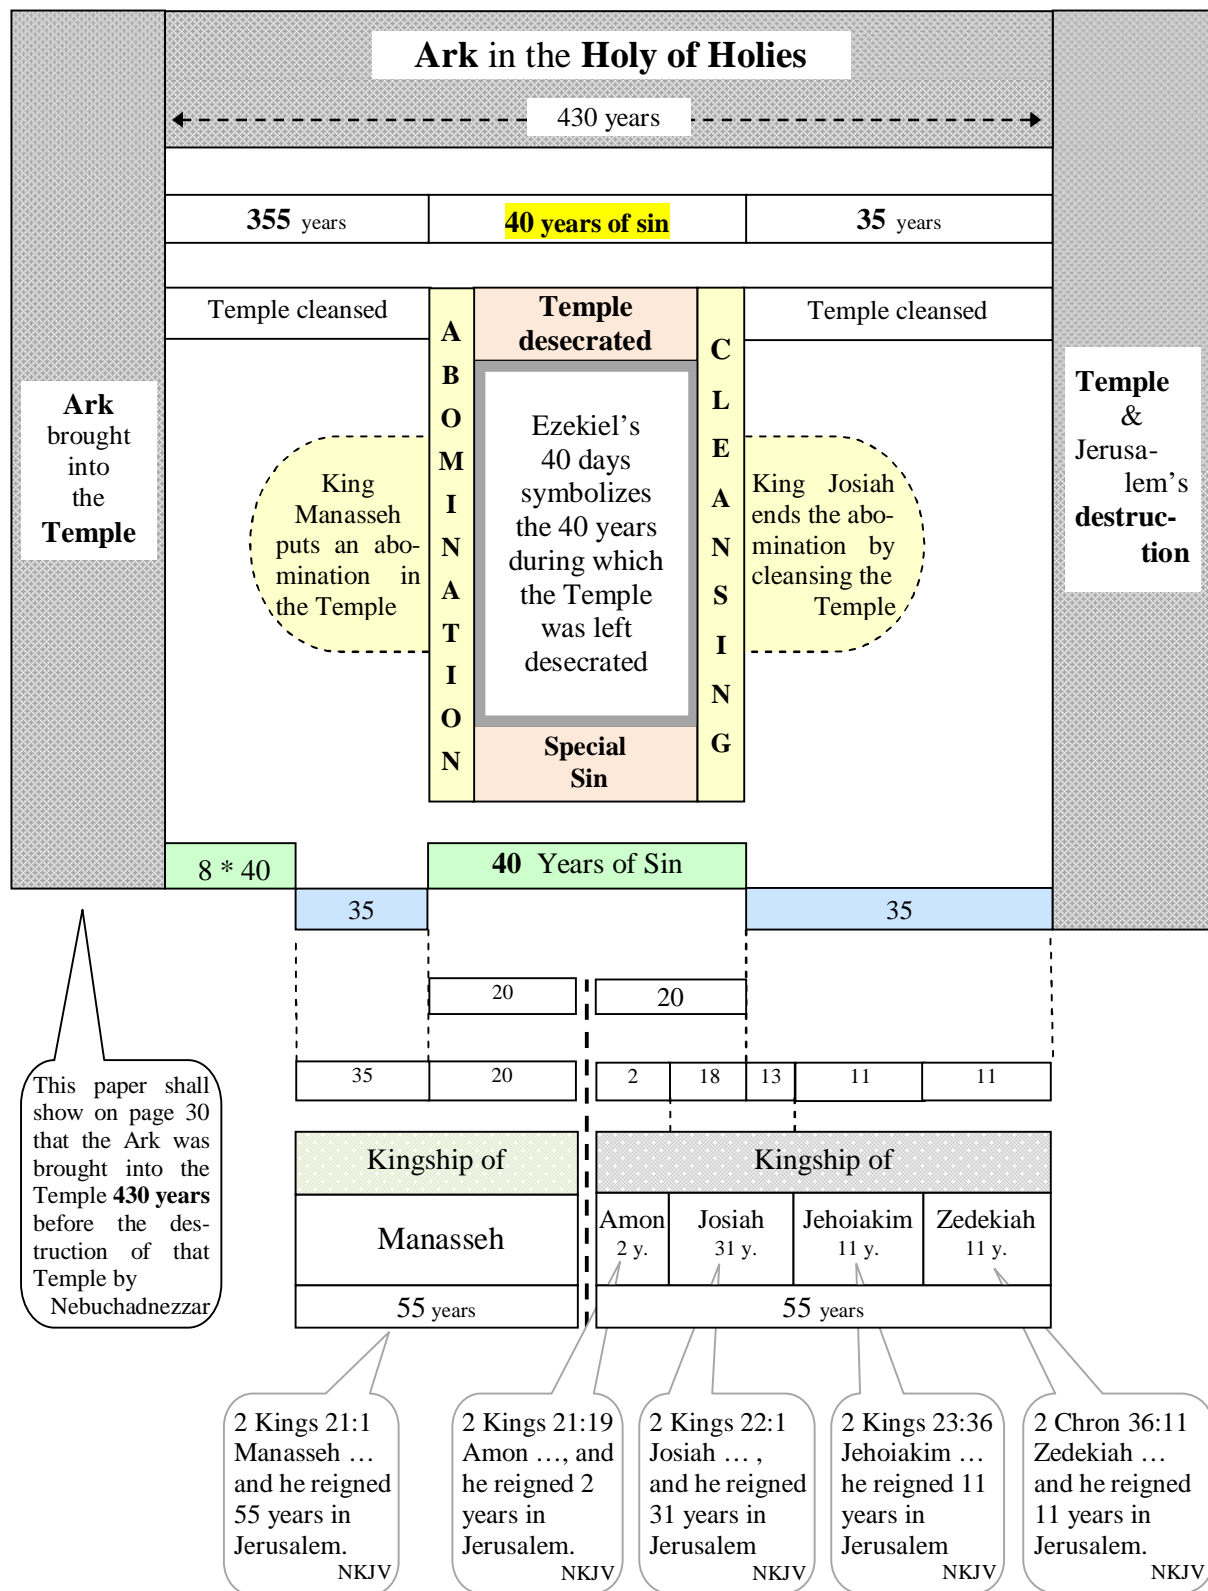 Ark in the Holy of Holies
430 years
355 years
40 years of sin
35 years
Temple cleansed
Temple
desecrated
Temple cleansed
A
B
O
M
I
N
A
T
I
O
N
C
L
E
A
N
S
I
N
G
Ark
brought
into
the
Temple
King
Manasseh
puts an abo-
mination in
the Temple
Ezekiel's
40 days
symbolizes
the 40 years
during which
the Temple
was left
desecrated
King Josiah
ends the abo-
mination by
cleansing the
Temple
Temple
&
Jerusa-
lem's
destruc-
tion
Special
Sin
8 * 40
40 Years of Sin
35
35
20
20
35
20
2
18
13
11
11
This paper shall
show on page 30
that the Ark was
brought into the
Temple 430 years
before the des-
truction of that
Temple by
Nebuchadnezzar
Kingship of
Kingship of
Manasseh
Amon
2 y.
Josiah
31 y.
Jehoiakim
11 y.
Zedekiah
11 y.
55 years
55 years
2 Kings 21:1
Manasseh …
and he reigned
55 years in
Jerusalem.
NKJV
2 Kings 21:19
Amon …, and
he reigned 2
years in
Jerusalem.
NKJV
2 Kings 22:1
Josiah … ,
and he reigned
31 years in
Jerusalem
NKJV
2 Kings 23:36
Jehoiakim …
he reigned 11
years in
Jerusalem
NKJV
2 Chron 36:11
Zedekiah …
and he reigned
11 years in
Jerusalem.
NKJV